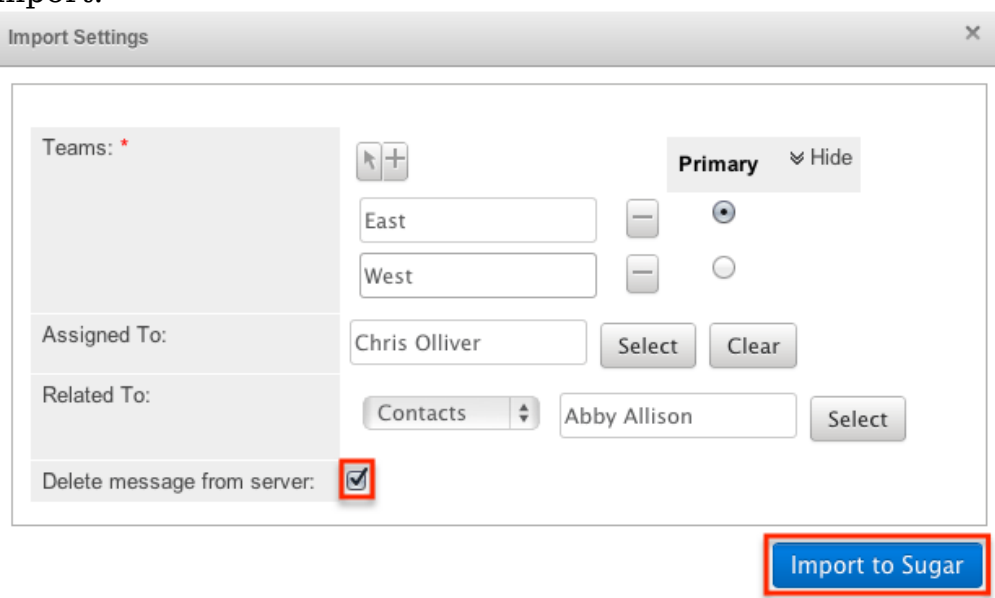 import.
Import Settings
Teams: *
Primary
Hide
East
West
Assigned To:
Chris Olliver
Select
Clear
Related To:
Contacts
Abby Allison
Select
Delete message from server:
Import to Sugar